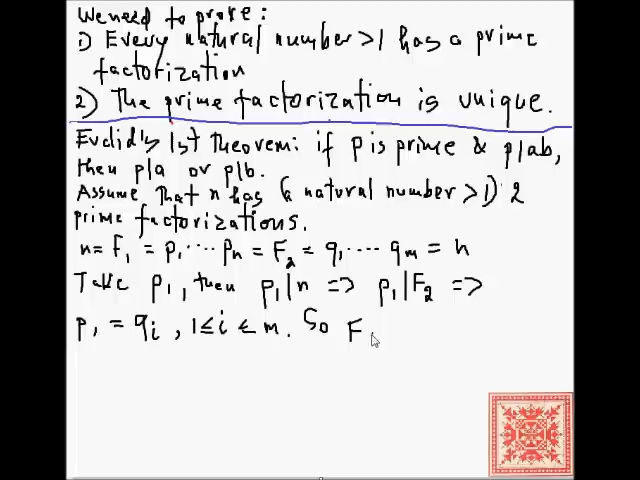 We need to prove:
1) Every natural number >1 has a prime
factorization
2) The prime factorization is unique.
Euclid's 1st theorem: if p is prime & p|ab,
then p|a or p|b.
Assume that n has (a natural number >1) 2
prime factorizations.
n = F₁ = p₁ .... pₙ = F₂ = q₁ .... qₘ = n
Take p₁, then p₁|n => p₁|F₂ =>
p₁ = qᵢ, 1≤i≤m. So F